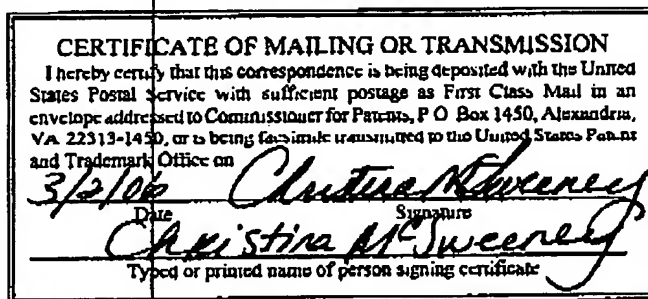 CERTIFICATE OF MAILING OR TRANSMISSION
I hereby certify that this correspondence is being deposited with the United
States Postal Service with sufficient postage as First Class Mail in an
envelope addressed to Commissioner for Patents, P O Box 1450, Alexandria,
VA 22313-1450, or is being facsimile transmitted to the United States Patent
and Trademark Office on
3/2/06 Christina McSweeney
Date Signature
Christina McSweeney
Typed or printed name of person signing certificate